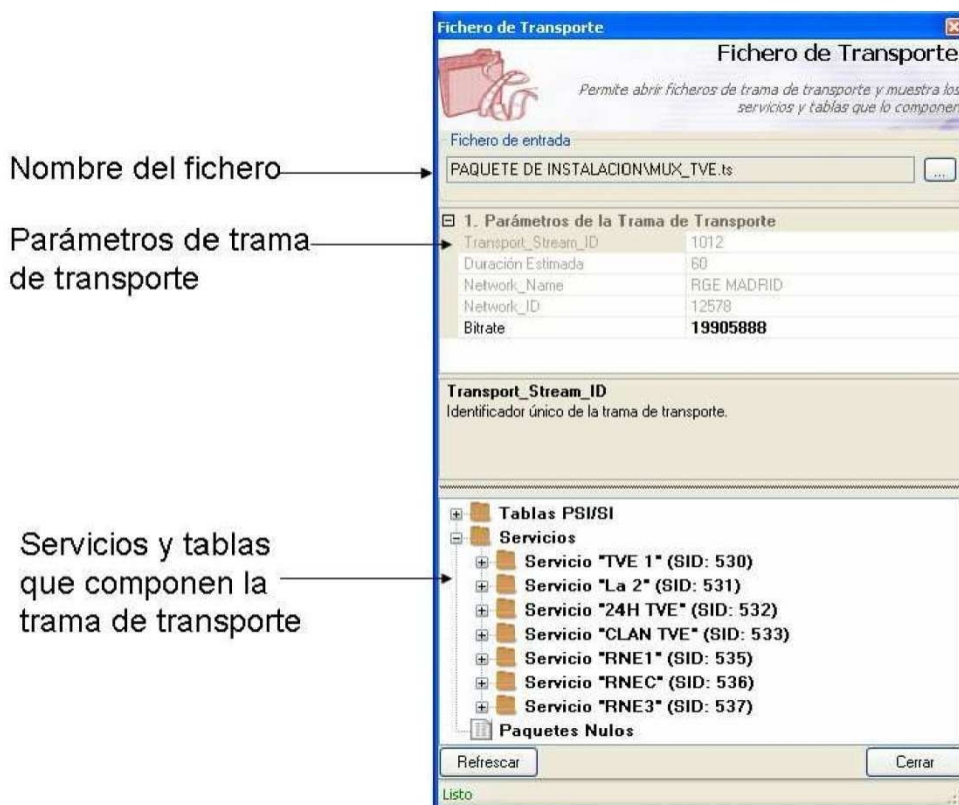 Fichero de Transporte
Fichero de Transporte
Permite abrir ficheros de trama de transporte y muestra los
servicios y tablas que lo componen
Fichero de entrada
Nombre del fichero
PAQUETE DE INSTALACION\MUX_TVE.ts
...
1. Parámetros de la Trama de Transporte
Parámetros de trama
de transporte
Transport_Stream_ID 1012
Duración Estimada 60
Network_Name RGE MADRID
Network_ID 12578
Bitrate 19905888
Transport_Stream_ID
Identificador único de la trama de transporte.
Servicios y tablas
que componen la
trama de transporte
Tablas PSI/SI
Servicios
Servicio "TVE 1" (SID: 530)
Servicio "La 2" (SID: 531)
Servicio "24H TVE" (SID: 532)
Servicio "CLAN TVE" (SID: 533)
Servicio "RNE1" (SID: 535)
Servicio "RNEC" (SID: 536)
Servicio "RNE3" (SID: 537)
Paquetes Nulos
Refrescar Cerrar
Listo